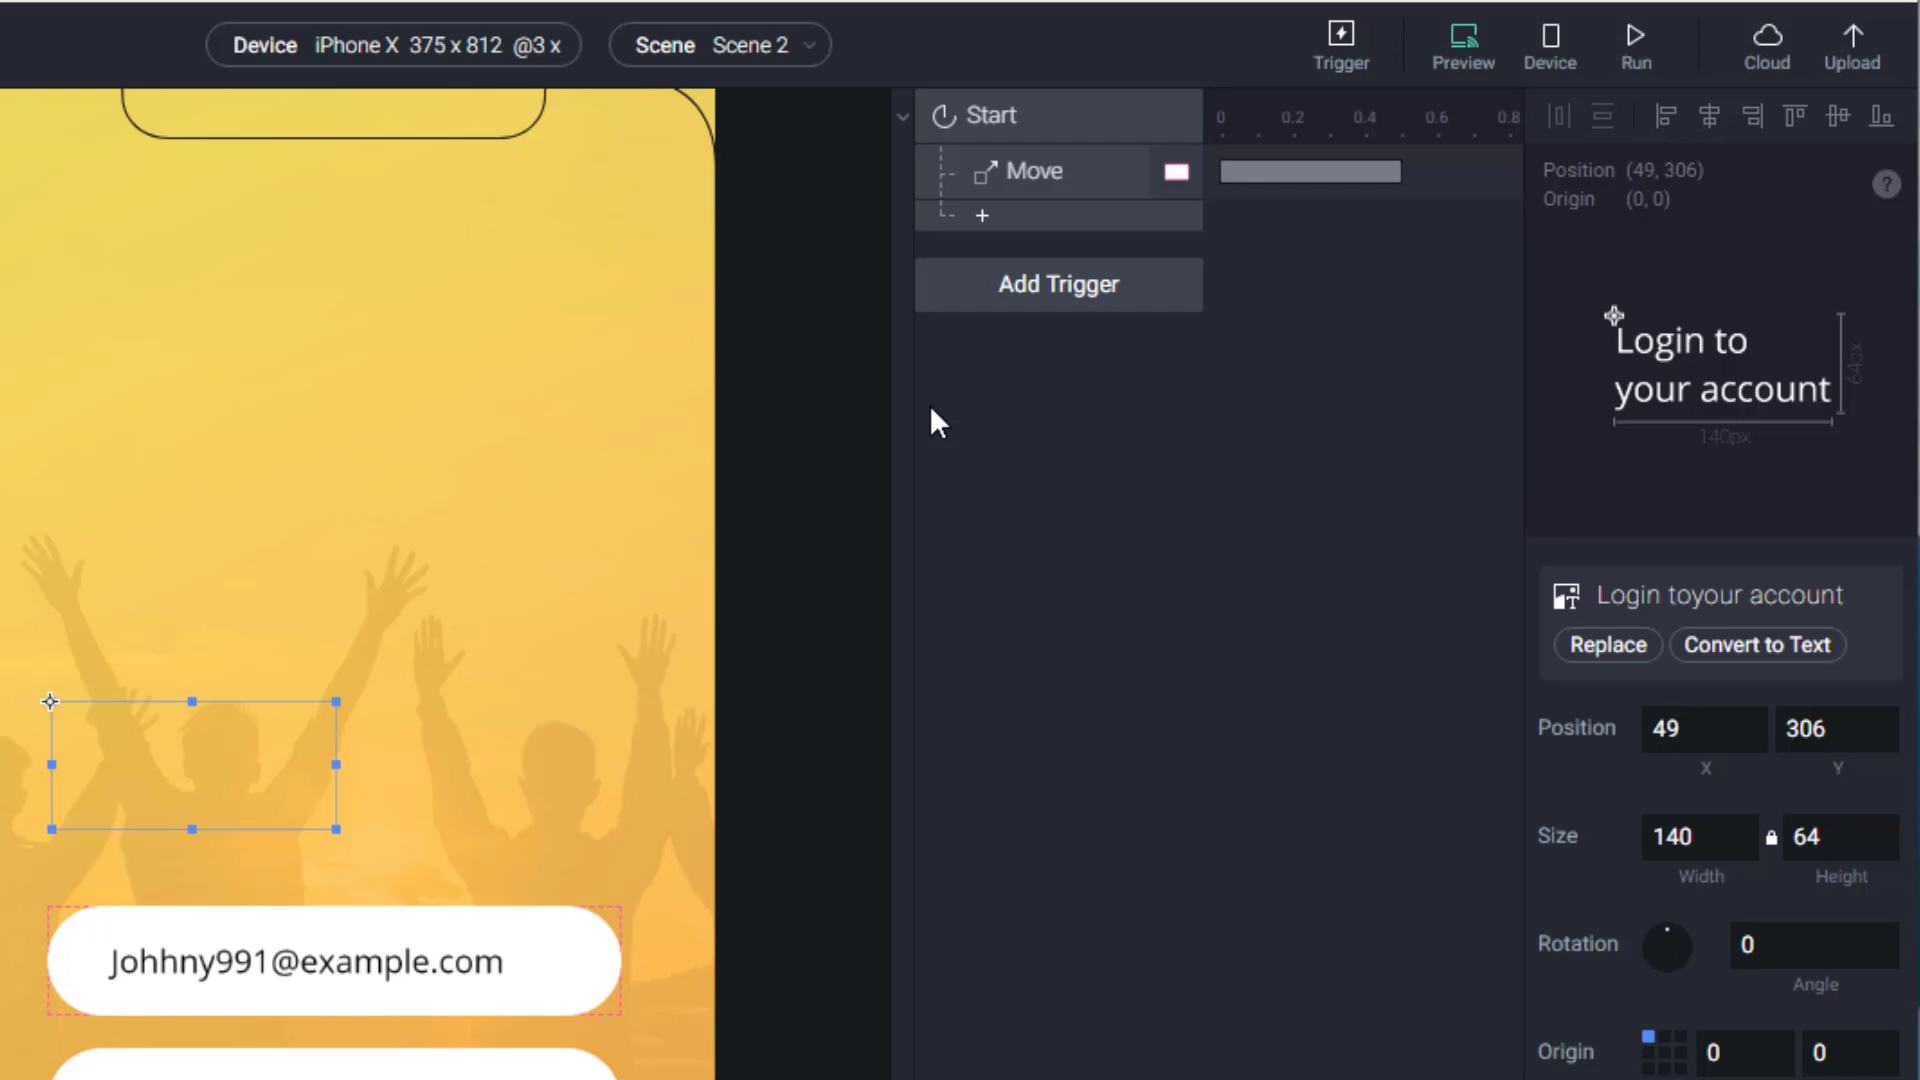 Device iPhone X 375 x 812 @3 x
Scene Scene 2
Trigger
Preview
Device
Run
Cloud
Upload
Start
0 0.2 0.4 0.6 0.8
Move
+
Add Trigger
Position (49, 306)
Origin (0, 0)
?
Login to
your account
64px
140px
Login toyour account
Replace
Convert to Text
Position 49 306
X Y
Size 140 64
Width Height
Rotation 0
Angle
Origin 0 0
Johhny991@example.com